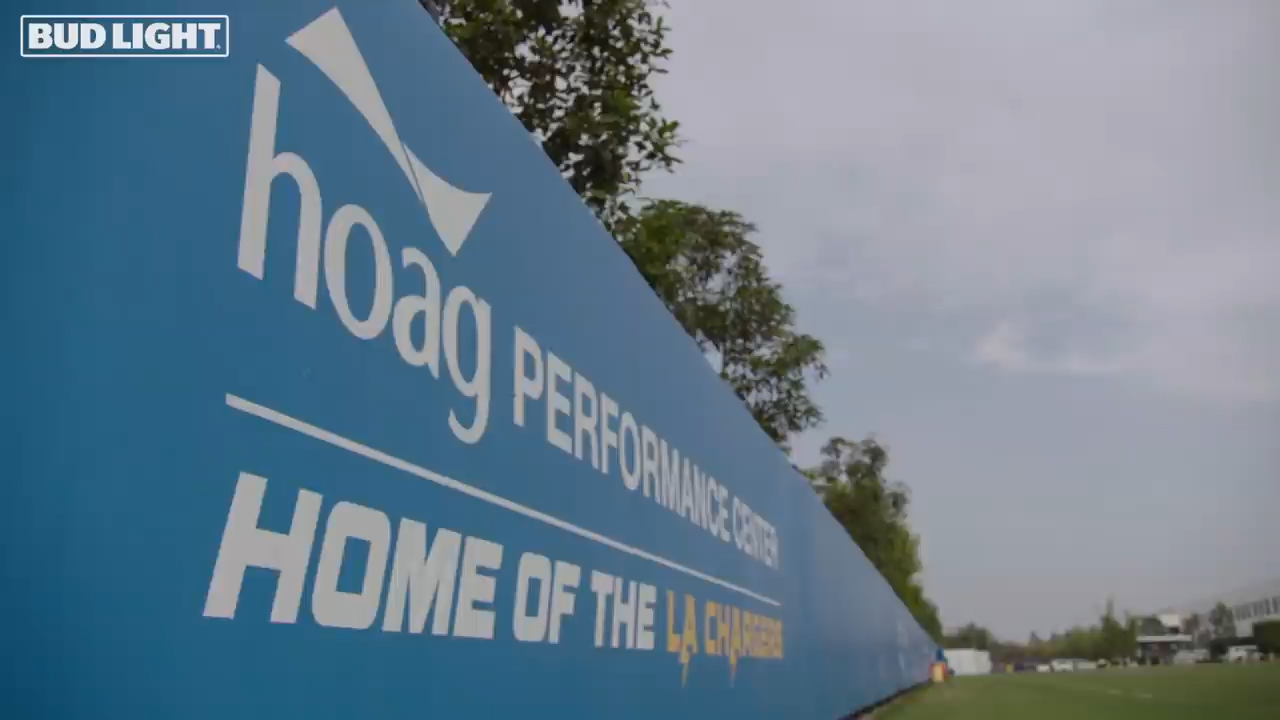 BUD LIGHT
hoag PERFORMANCE CENTER
HOME OF THE LA CHARGERS